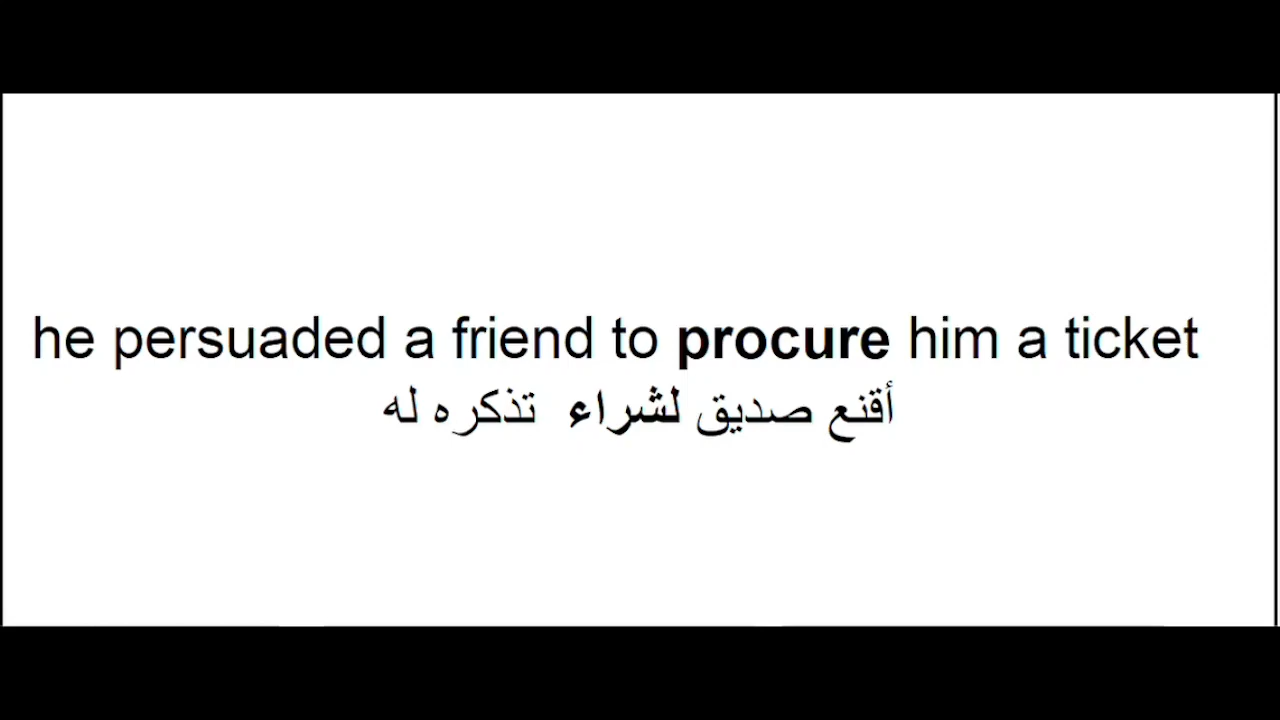 he persuaded a friend to procure him a ticket
أقنع صديق لشراء تذكره له